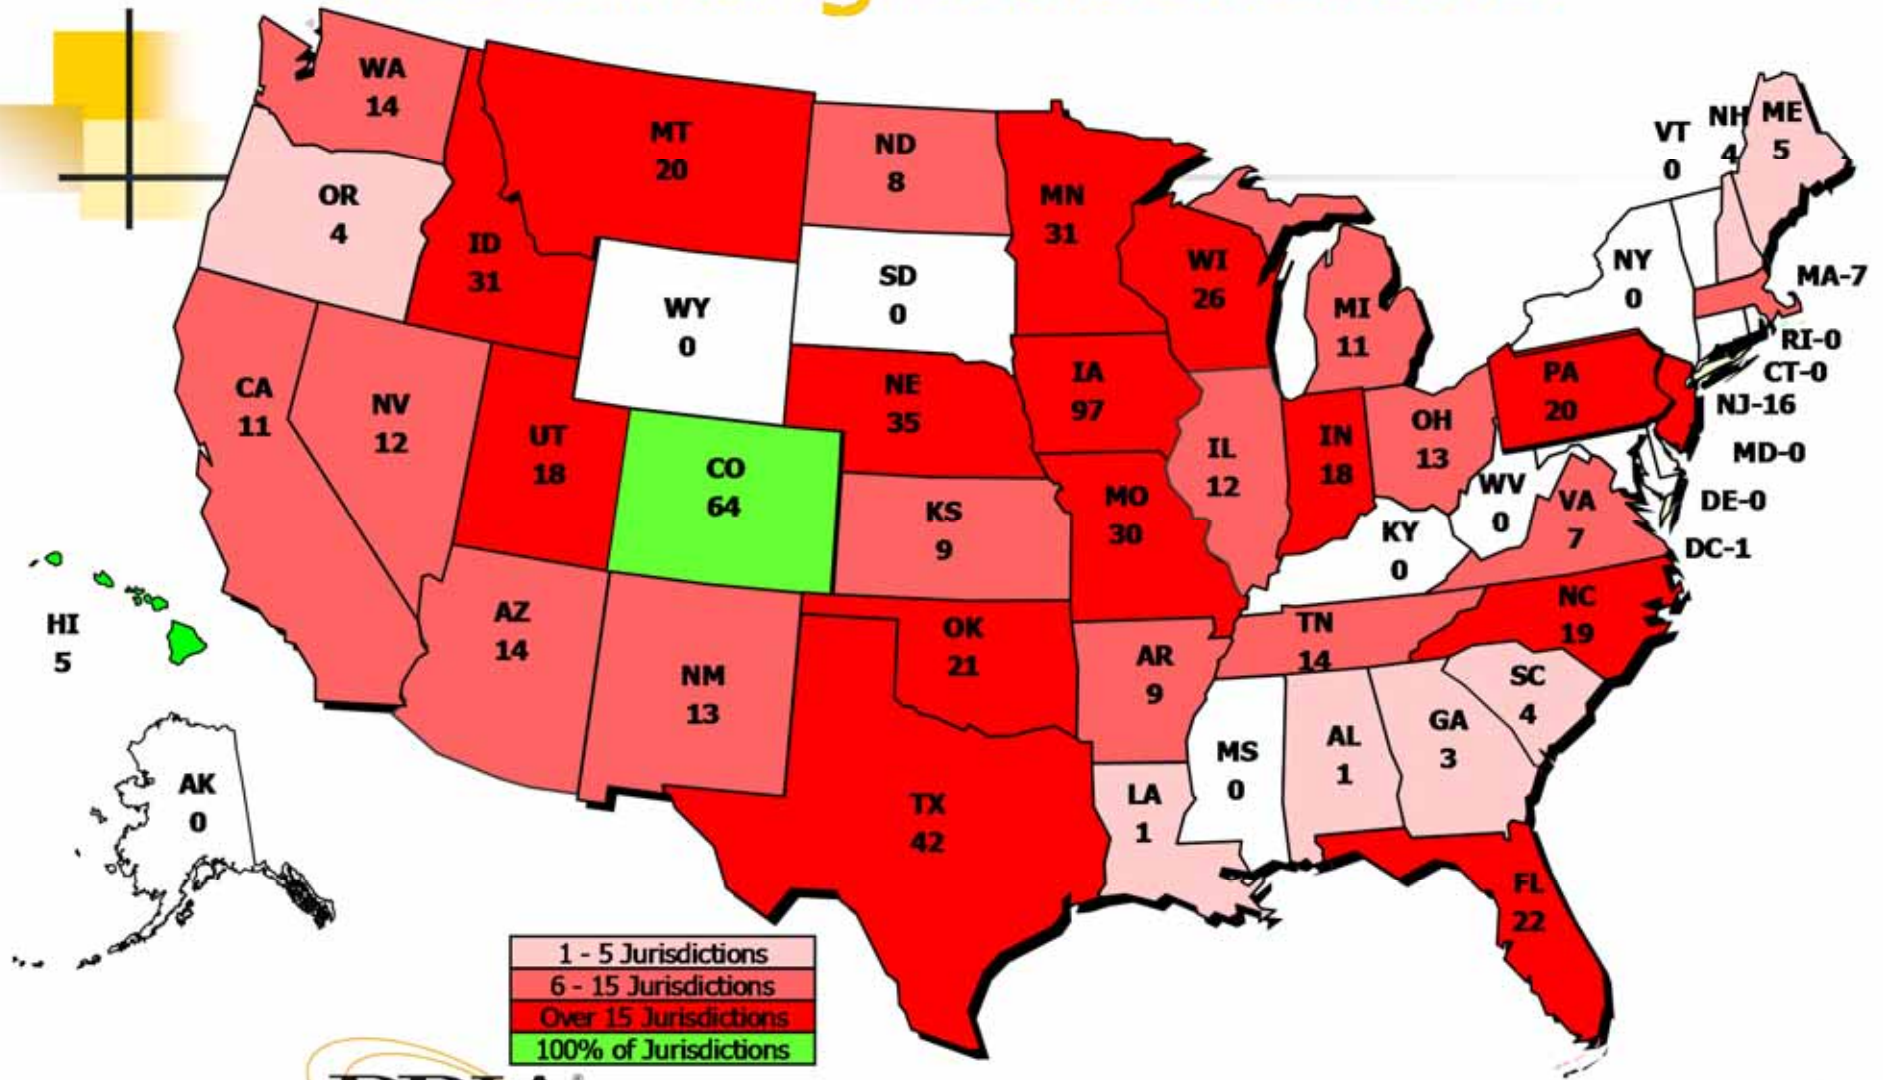 WA
14
MT
20
ND
8
MN
31
VT
0
NH
4
ME
5
OR
4
ID
31
WY
0
SD
0
WI
26
MI
11
NY
0
MA-7
RI-0
CT-0
NJ-16
MD-0
DE-0
DC-1
CA
11
NV
12
UT
18
CO
64
NE
35
IA
97
IL
12
IN
18
OH
13
PA
20
WV
0
VA
7
KS
9
MO
30
KY
0
HI
5
AZ
14
NM
13
OK
21
AR
9
TN
14
NC
19
SC
4
AK
0
TX
42
LA
1
MS
0
AL
1
GA
3
FL
22
1 - 5 Jurisdictions
6 - 15 Jurisdictions
Over 15 Jurisdictions
100% of Jurisdictions